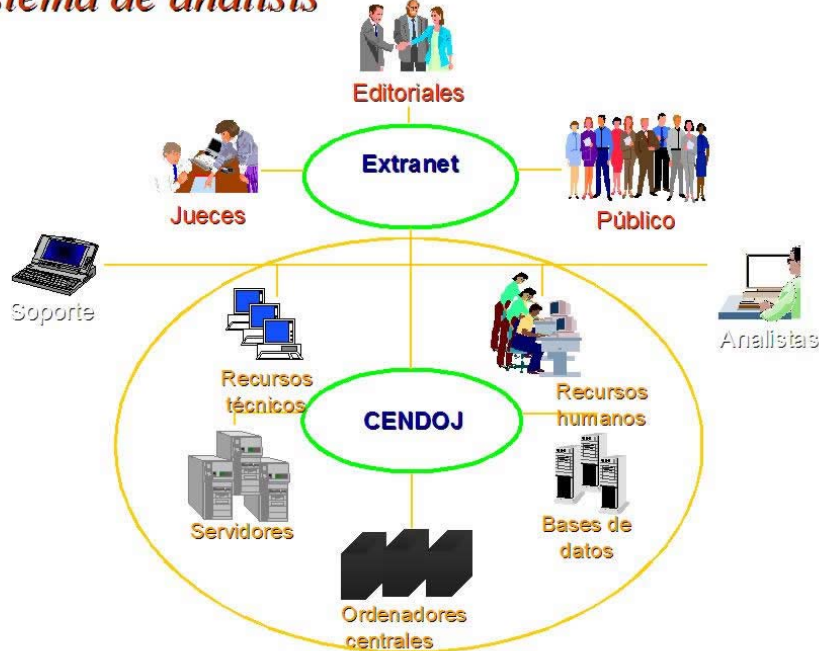 stema de análisis
Editoriales
Extranet
Jueces
Público
Soporte
Analistas
Recursos
técnicos
Recursos
humanos
CENDOJ
Servidores
Bases de
datos
Ordenadores
centrales